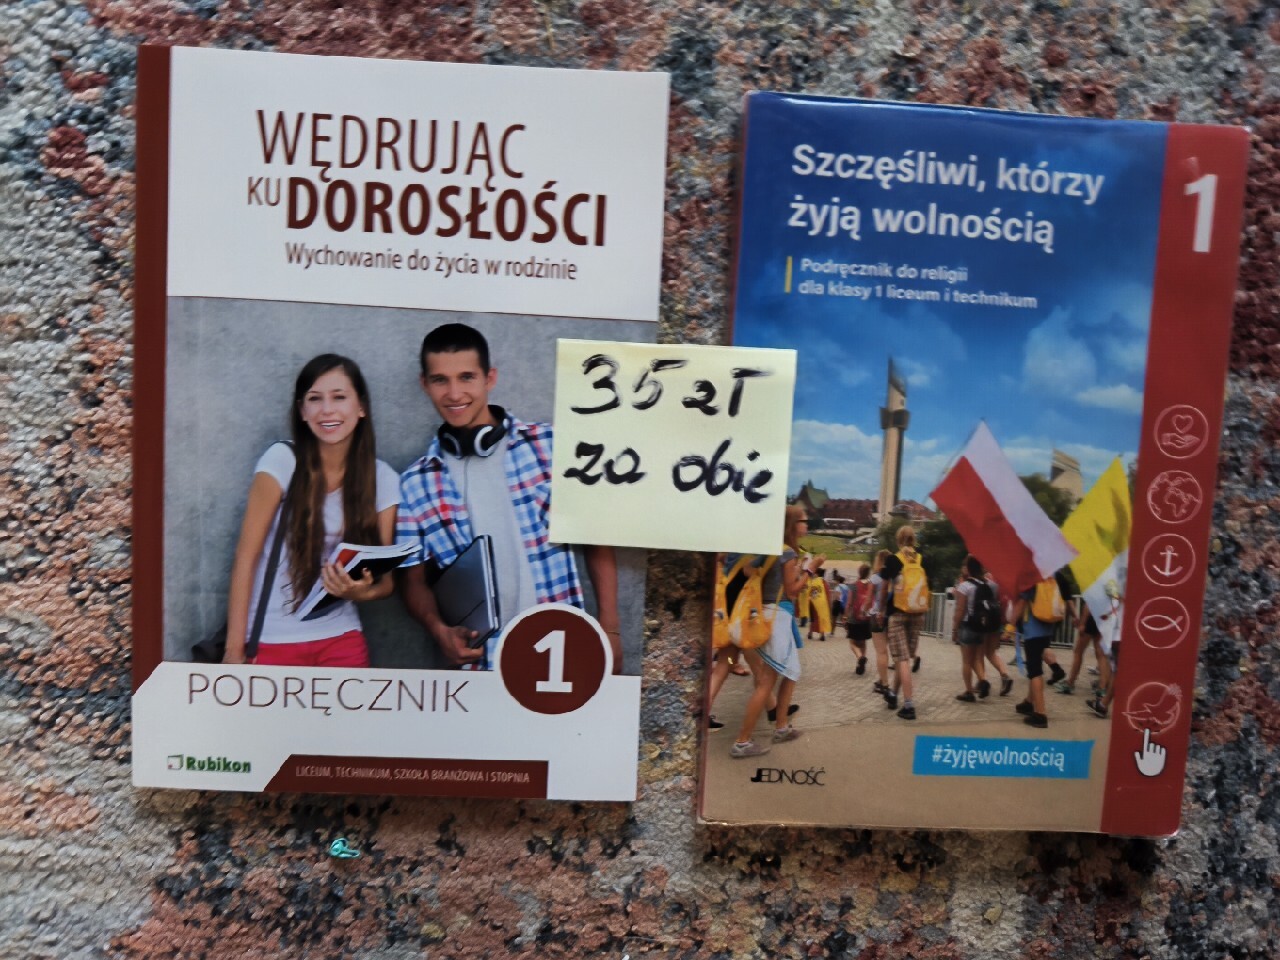 WĘDRUJĄC
KU DOROSŁOŚCI
Wychowanie do życia w rodzinie
1
PODRĘCZNIK
Rubikon
LICEUM, TECHNIKUM, SZKOŁA BRANŻOWA I STOPNIA
35 zł
za obie
Szczęśliwi, którzy
żyją wolnością
1
Podręcznik do religii
dla klasy 1 liceum i technikum
#żyjęwolnością
JEDNOŚĆ